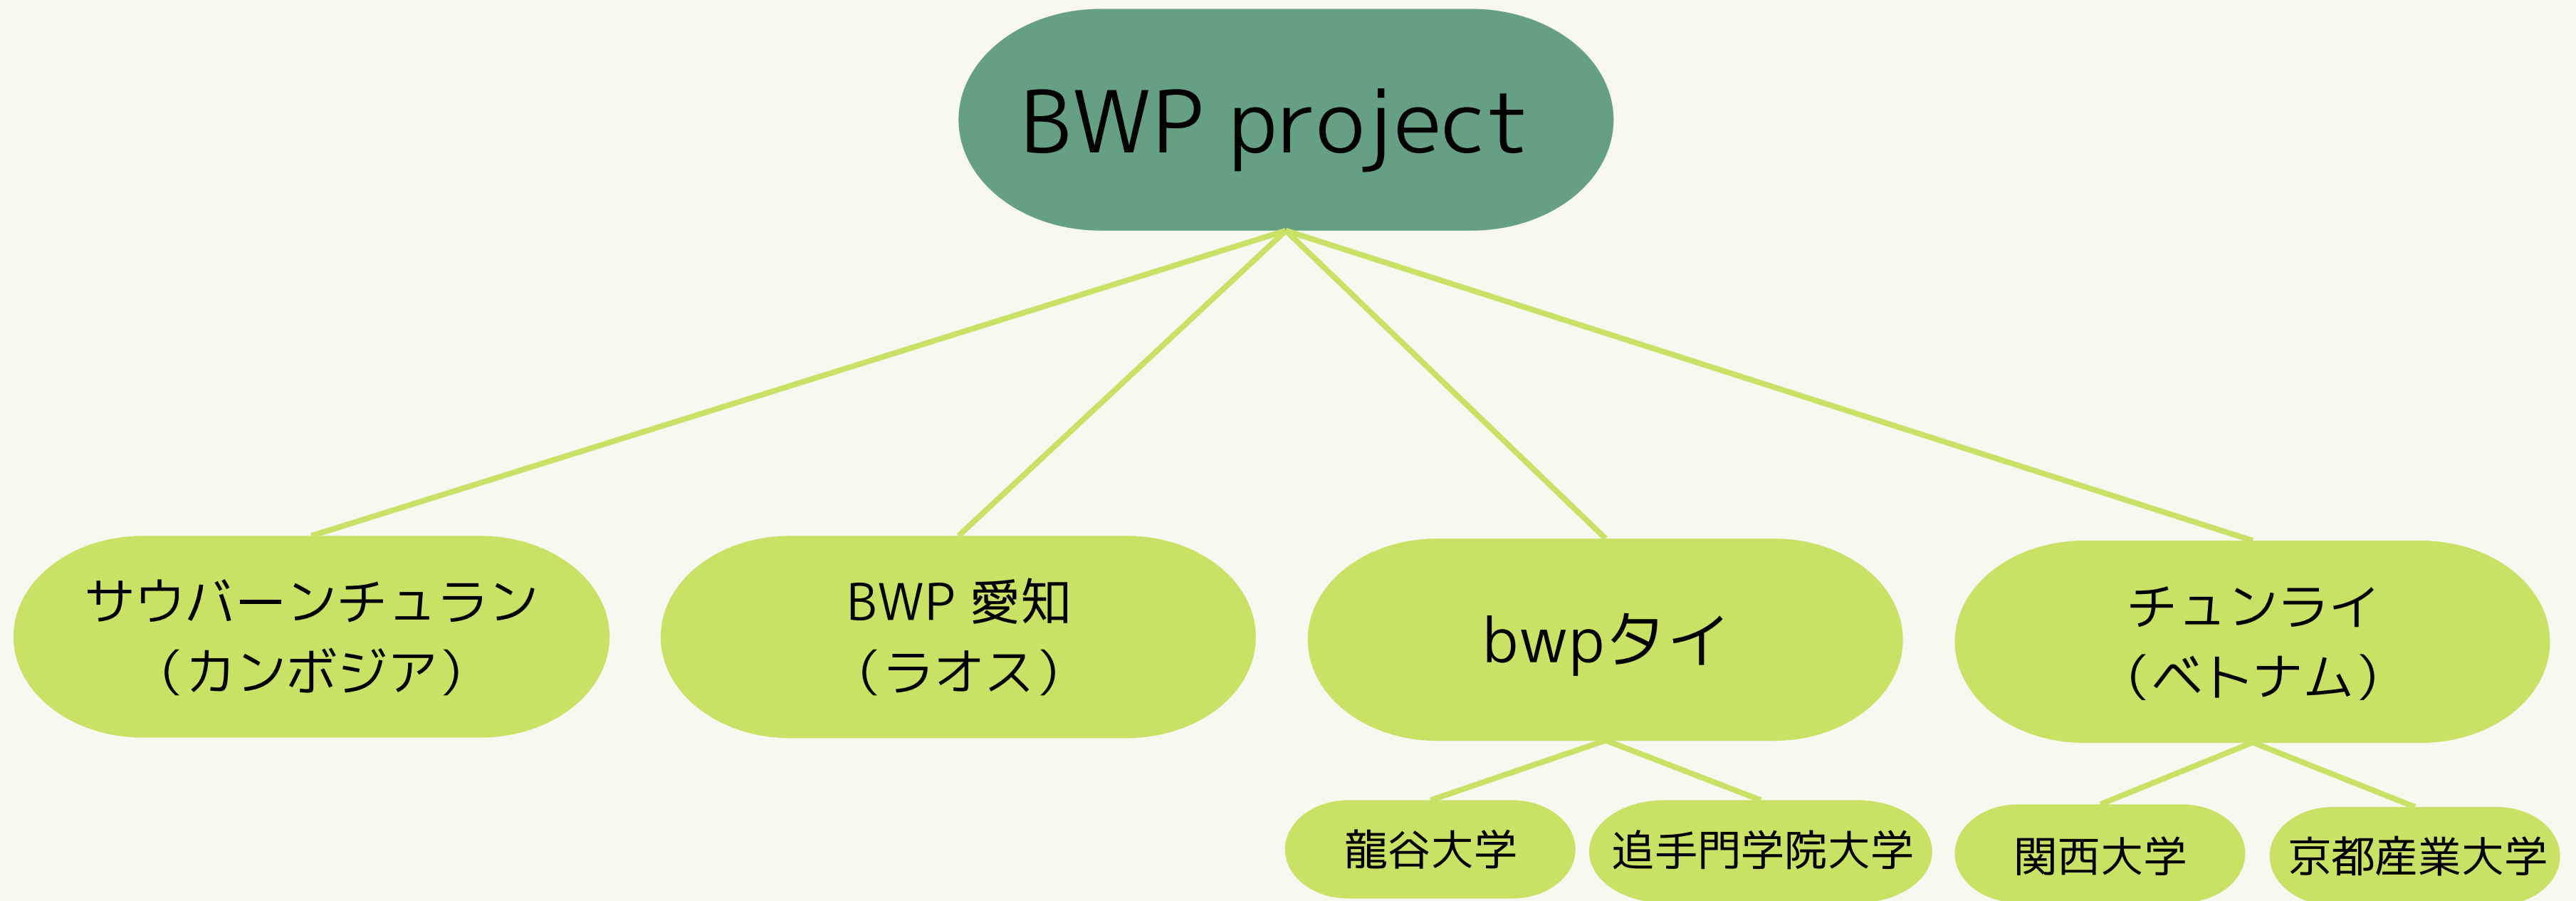 BWP project
サウバーンチュラン
（カンボジア）
BWP 愛知
（ラオス）
bwpタイ
チュンライ
（ベトナム）
龍谷大学
追手門学院大学
関西大学
京都産業大学